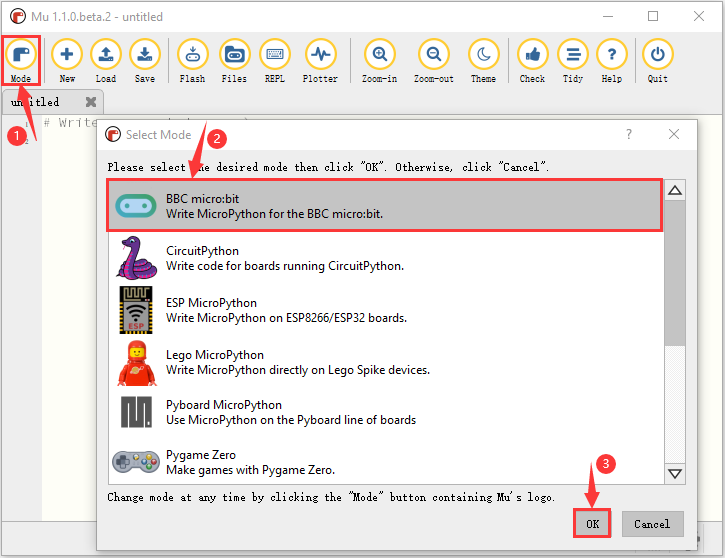 Mu 1.1.0.beta.2 - untitled
Mode New Load Save Flash Files REPL Plotter Zoom-in Zoom-out Theme Check Tidy Help Quit
untitled
1
# Write
Select Mode
2
Please select the desired mode then click "OK". Otherwise, click "Cancel".
BBC micro:bit
Write MicroPython for the BBC micro:bit.
CircuitPython
Write code for boards running CircuitPython.
ESP
ESP MicroPython
Write MicroPython on ESP8266/ESP32 boards.
Lego MicroPython
Write MicroPython directly on Lego Spike devices.
Pyboard MicroPython
Use MicroPython on the Pyboard line of boards
Pygame Zero
Make games with Pygame Zero.
3
Change mode at any time by clicking the "Mode" button containing Mu's logo.
OK Cancel